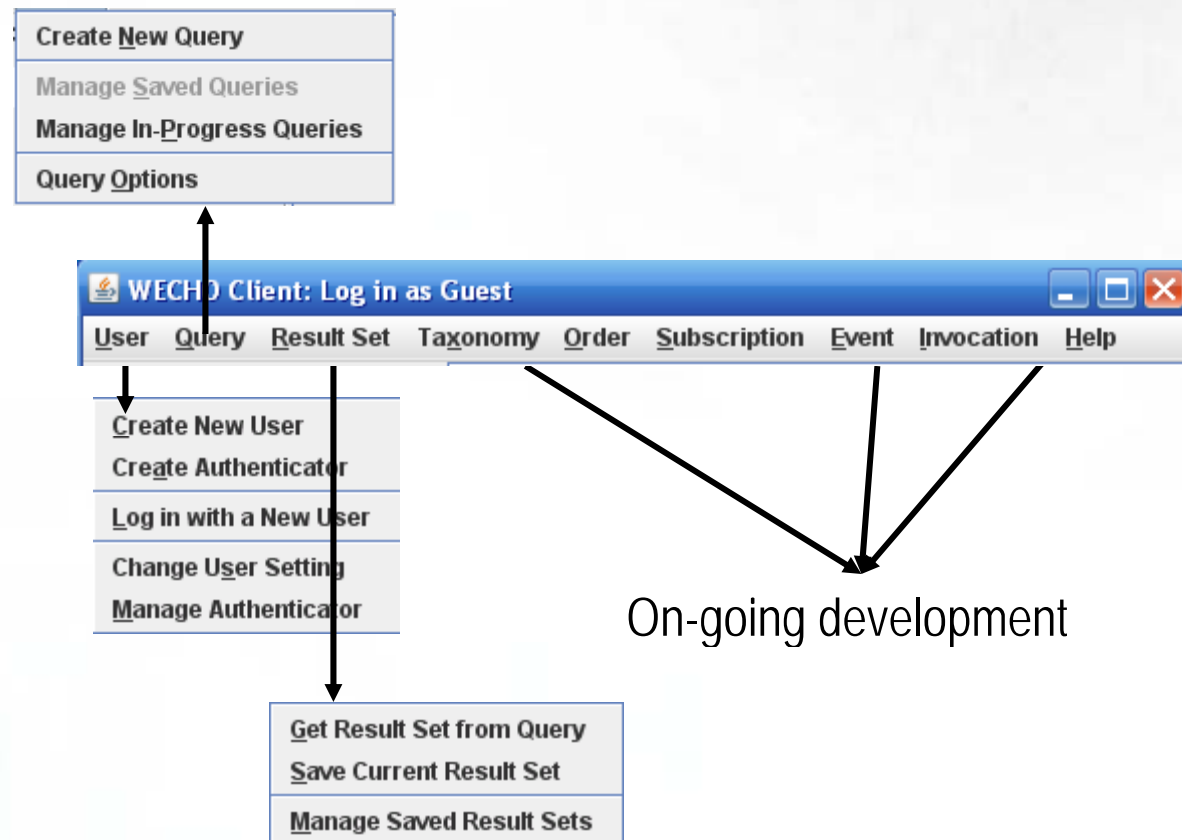 Create New Query
Manage Saved Queries
Manage In-Progress Queries
Query Options
WECHO Client: Log in as Guest
User Query Result Set Taxonomy Order Subscription Event Invocation Help
Create New User
Create Authenticator
Log in with a New User
Change User Setting
Manage Authenticator
On-going development
Get Result Set from Query
Save Current Result Set
Manage Saved Result Sets